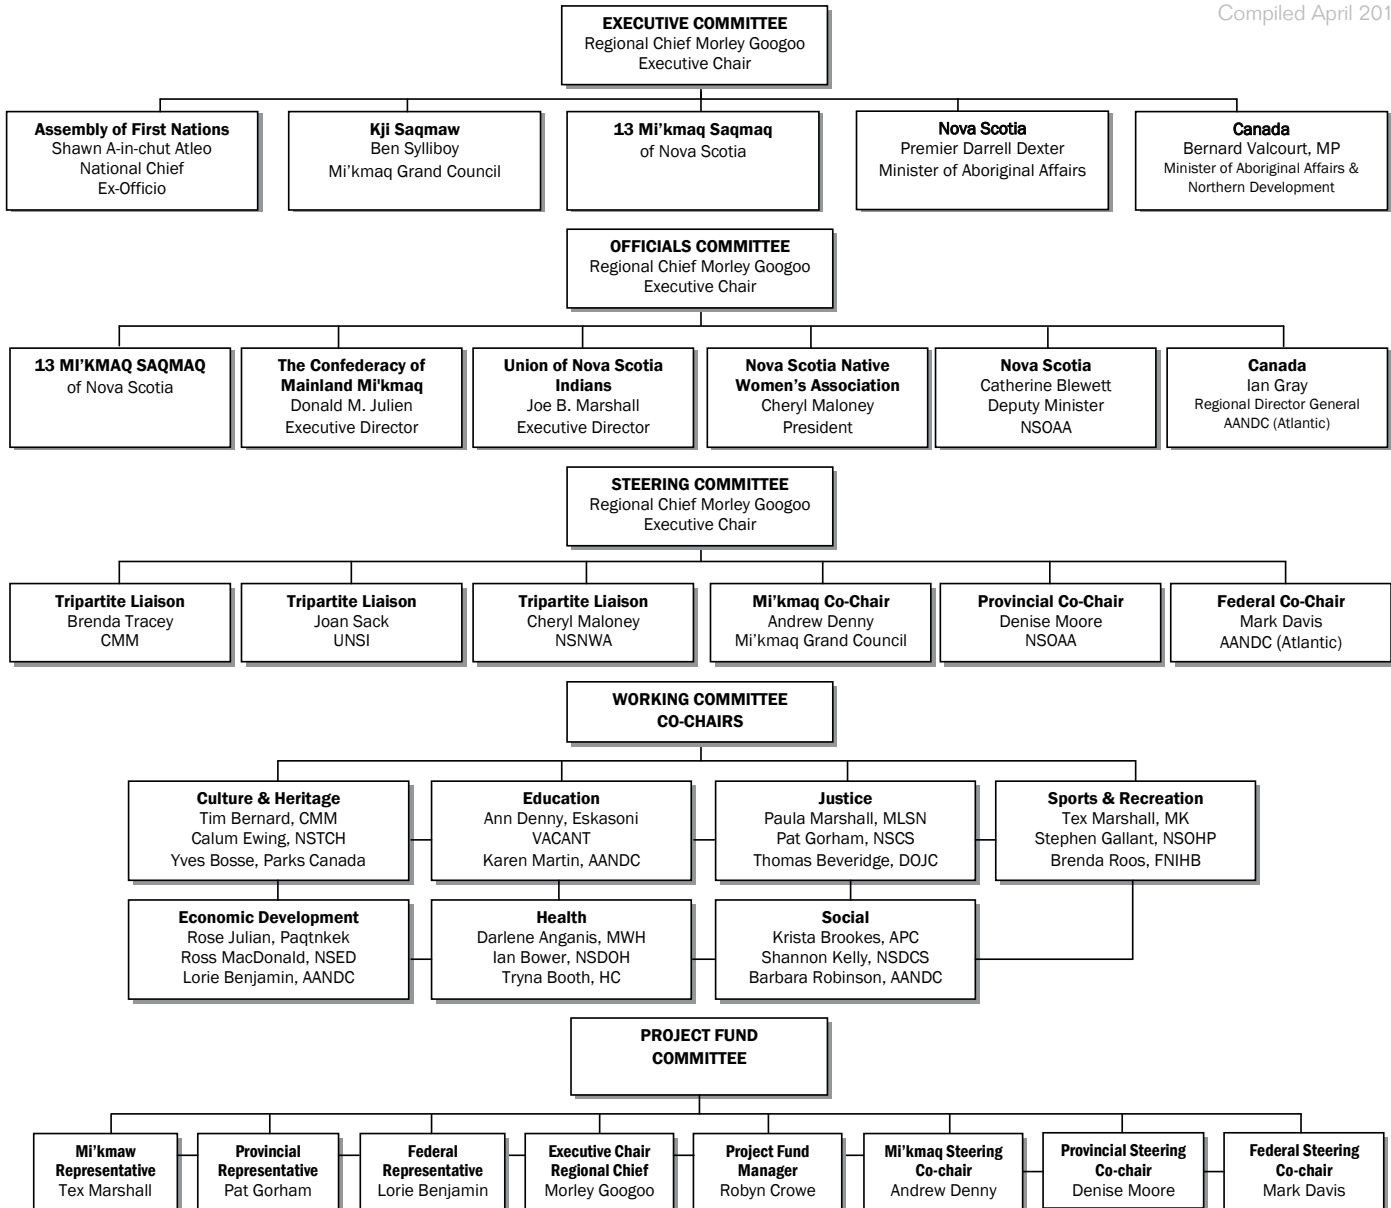 Compiled April 201
EXECUTIVE COMMITTEE
Regional Chief Morley Googoo
Executive Chair
Assembly of First Nations
Shawn A-in-chut Atleo
National Chief
Ex-Officio
Kji Saqmaw
Ben Sylliboy
Mi'kmaq Grand Council
13 Mi'kmaq Saqmaq
of Nova Scotia
Nova Scotia
Premier Darrell Dexter
Minister of Aboriginal Affairs
Canada
Bernard Valcourt, MP
Minister of Aboriginal Affairs &
Northern Development
OFFICIALS COMMITTEE
Regional Chief Morley Googoo
Executive Chair
13 MI'KMAQ SAQMAQ
of Nova Scotia
The Confederacy of
Mainland Mi'kmaq
Donald M. Julien
Executive Director
Union of Nova Scotia
Indians
Joe B. Marshall
Executive Director
Nova Scotia Native
Women's Association
Cheryl Maloney
President
Nova Scotia
Catherine Blewett
Deputy Minister
NSOAA
Canada
Ian Gray
Regional Director General
AANDC (Atlantic)
STEERING COMMITTEE
Regional Chief Morley Googoo
Executive Chair
Tripartite Liaison
Brenda Tracey
CMM
Tripartite Liaison
Joan Sack
UNSI
Tripartite Liaison
Cheryl Maloney
NSNWA
Mi'kmaq Co-Chair
Andrew Denny
Mi'kmaq Grand Council
Provincial Co-Chair
Denise Moore
NSOAA
Federal Co-Chair
Mark Davis
AANDC (Atlantic)
WORKING COMMITTEE
CO-CHAIRS
Culture & Heritage
Tim Bernard, CMM
Calum Ewing, NSTCH
Yves Bosse, Parks Canada
Education
Ann Denny, Eskasoni
VACANT
Karen Martin, AANDC
Justice
Paula Marshall, MLSN
Pat Gorham, NSCS
Thomas Beveridge, DOJC
Sports & Recreation
Tex Marshall, MK
Stephen Gallant, NSOHP
Brenda Roos, FNIHB
Economic Development
Rose Julian, Paqtnkek
Ross MacDonald, NSED
Lorie Benjamin, AANDC
Health
Darlene Anganis, MWH
Ian Bower, NSDOH
Tryna Booth, HC
Social
Krista Brookes, APC
Shannon Kelly, NSDCS
Barbara Robinson, AANDC
PROJECT FUND
COMMITTEE
Mi'kmaw
Representative
Tex Marshall
Provincial
Representative
Pat Gorham
Federal
Representative
Lorie Benjamin
Executive Chair
Regional Chief
Morley Googoo
Project Fund
Manager
Robyn Crowe
Mi'kmaq Steering
Co-chair
Andrew Denny
Provincial Steering
Co-chair
Denise Moore
Federal Steering
Co-chair
Mark Davis